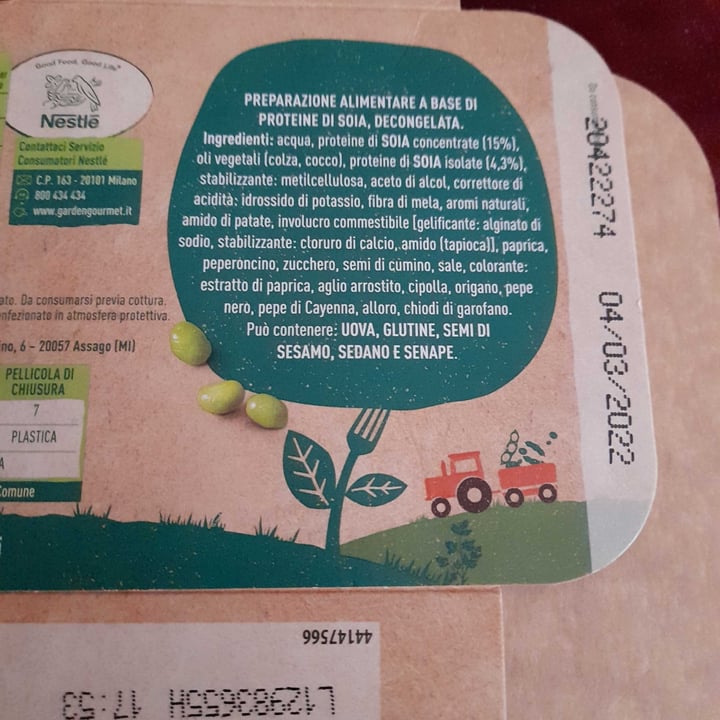 Good Food, Good Life
Nestlé
Contattaci Servizio
Consumatori Nestlé
C.P. 163 - 20101 Milano
800 434 434
www.gardengourmet.it
PREPARAZIONE ALIMENTARE A BASE DI
PROTEINE DI SOIA, DECONGELATA.
Ingredienti: acqua, proteine di SOIA concentrate (15%),
oli vegetali (colza, cocco), proteine di SOIA isolate (4,3%),
stabilizzante: metilcellulosa, aceto di alcol, correttore di
acidità: idrossido di potassio, fibra di mela, aromi naturali,
amido di patate, involucro commestibile [gelificante: alginato di
sodio, stabilizzante: cloruro di calcio, amido (tapioca)], paprica,
peperoncino, zucchero, semi di cumino, sale, colorante:
estratto di paprica, aglio arrostito, cipolla, origano, pepe
nero, pepe di Cayenna, alloro, chiodi di garofano.
Può contenere: UOVA, GLUTINE, SEMI DI
SESAMO, SEDANO E SENAPE.
ato. Da consumarsi previa cottura.
nfezionato in atmosfera protettiva.
ino, 6 - 20057 Assago (MI)
PELLICOLA DI
CHIUSURA
7
PLASTICA
A
Comune
20422274 04/03/2022
44147566
L12983655H 17:53